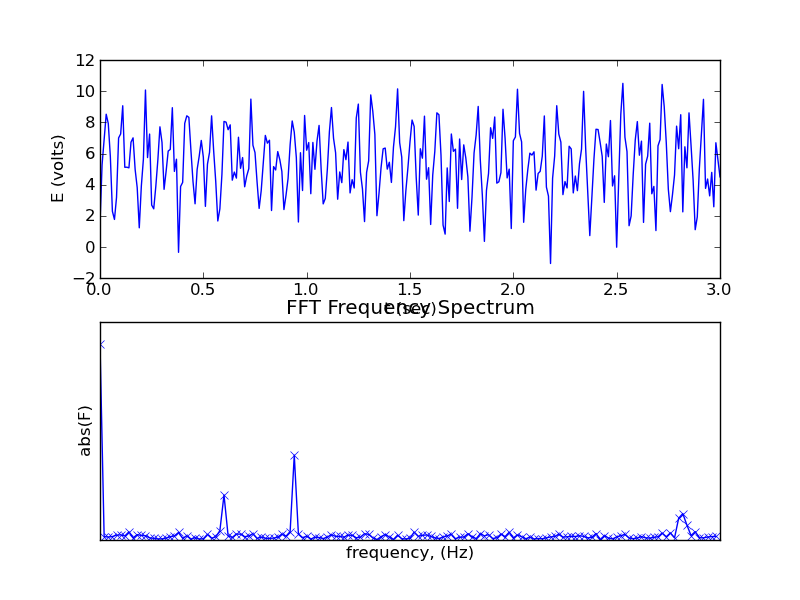 12
10
8
6
4
2
0
−2
E (volts)
0.0 0.5 1.0 1.5 2.0 2.5 3.0
t (sec)
FFT Frequency Spectrum
abs(F)
frequency, (Hz)